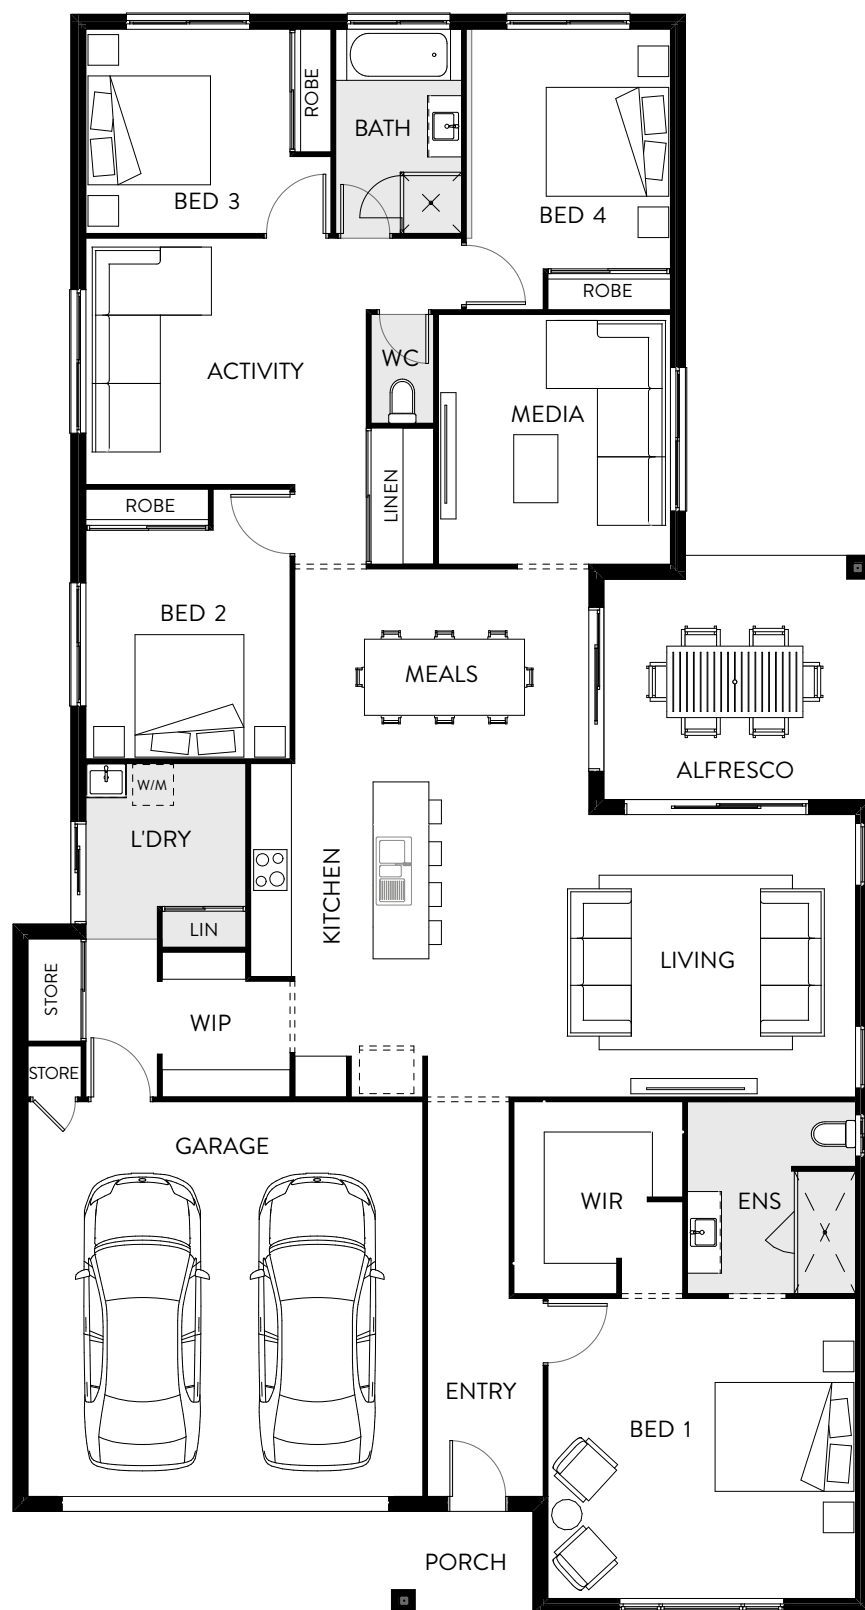 ROBE
BATH
BED 3
BED 4
ROBE
WC
ACTIVITY
MEDIA
LINEN
ROBE
BED 2
MEALS
ALFRESCO
W/M
L'DRY
KITCHEN
LIN
LIVING
STORE
WIP
STORE
GARAGE
WIR
ENS
ENTRY
BED 1
PORCH